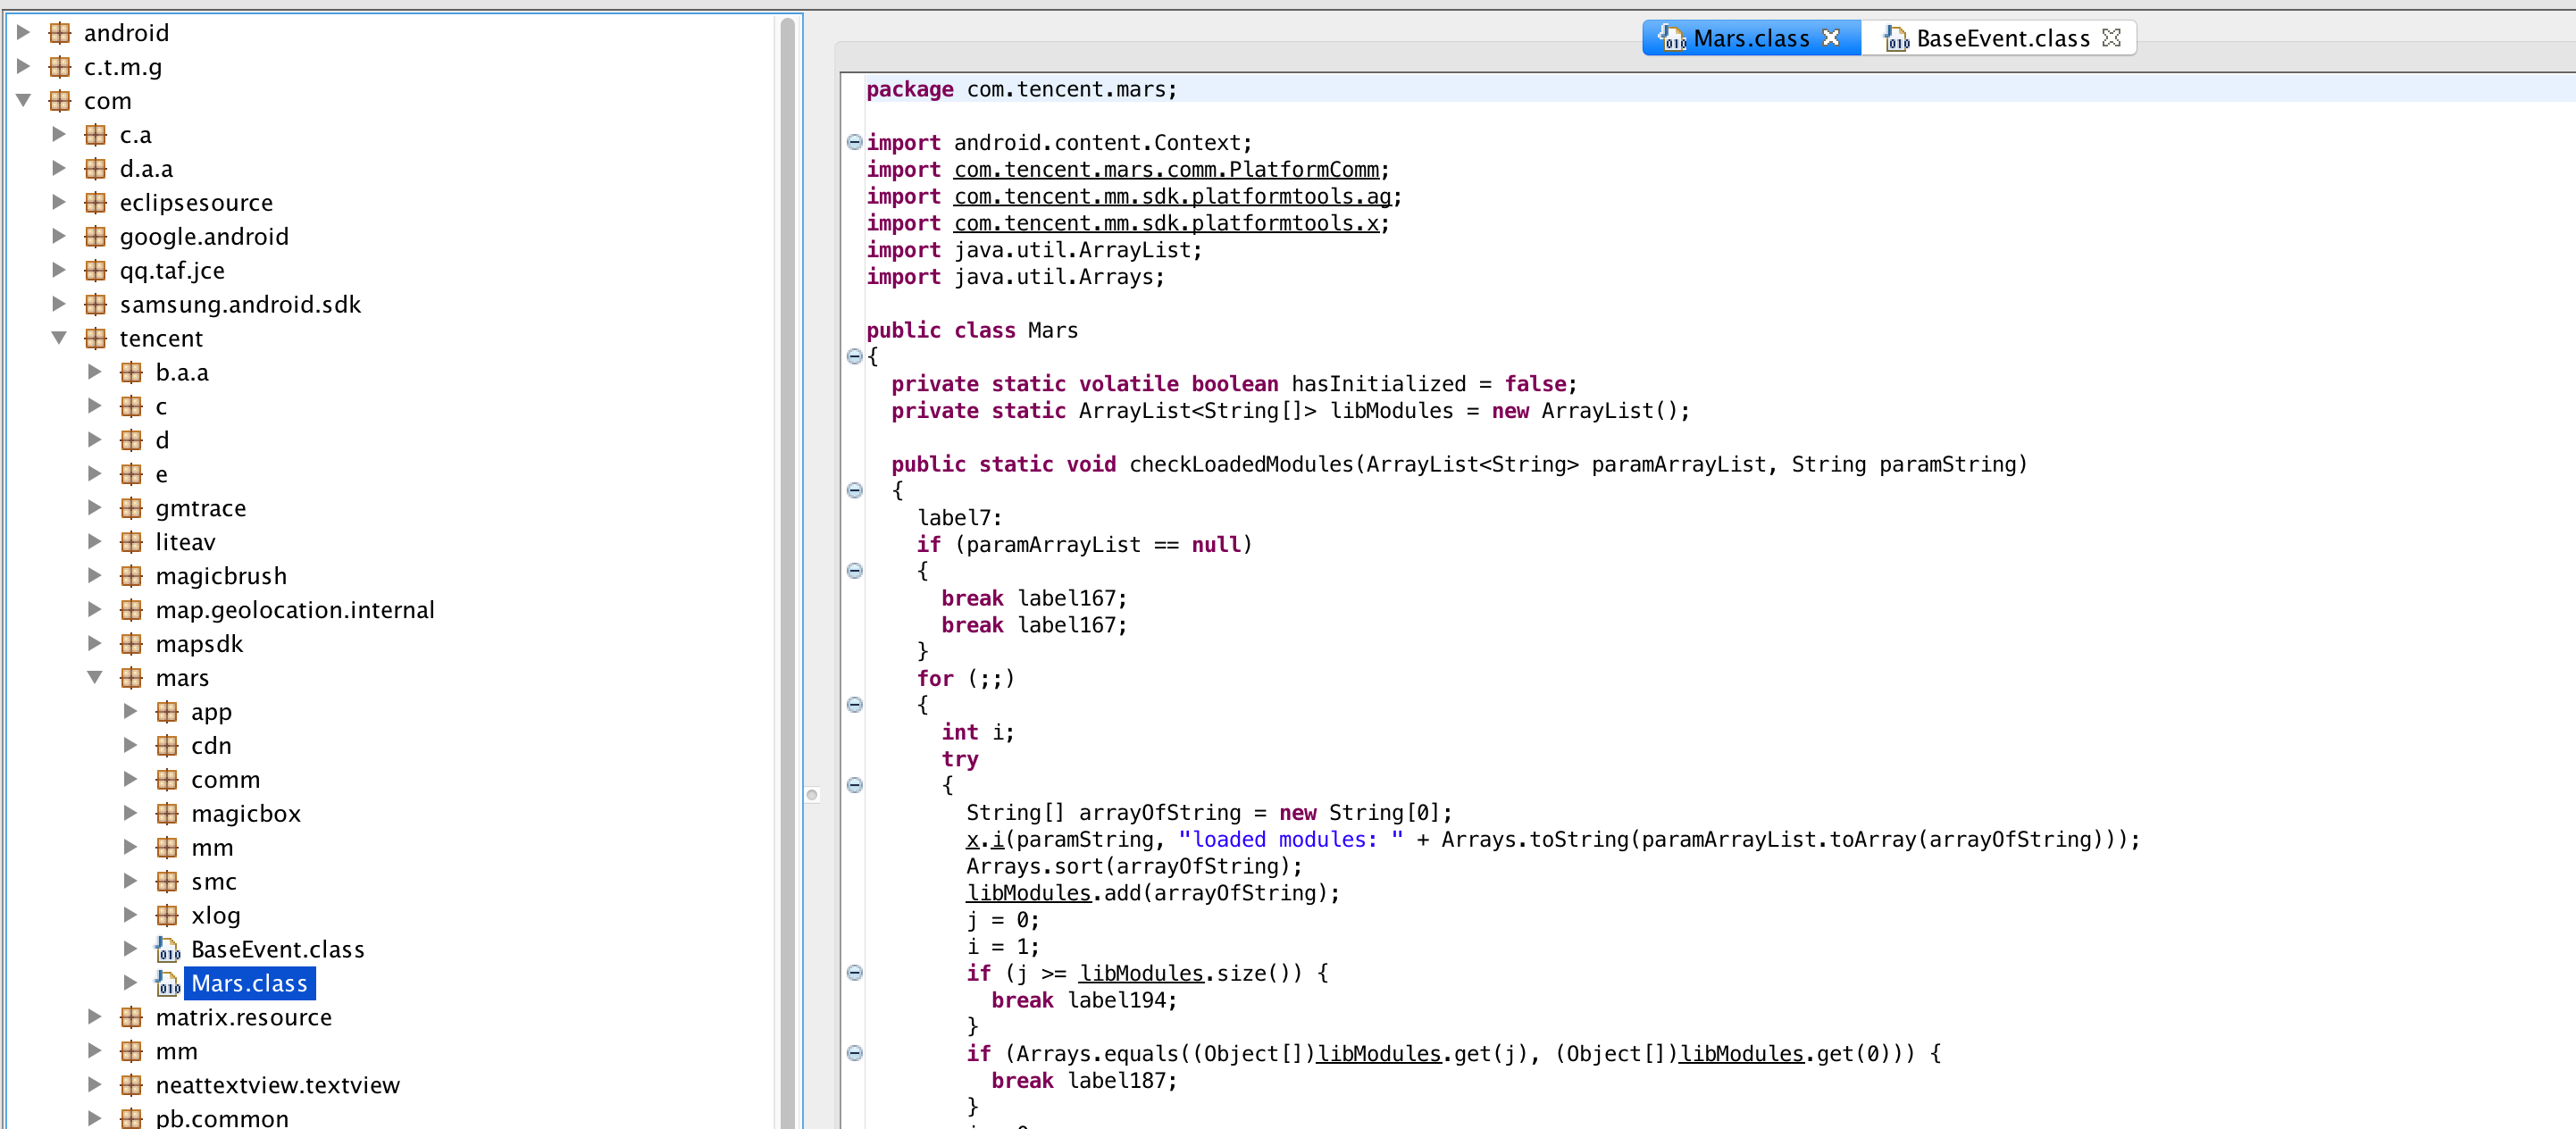 android
c.t.m.g
com
c.a
d.a.a
eclipsesource
google.android
qq.taf.jce
samsung.android.sdk
tencent
b.a.a
c
d
e
gmtrace
liteav
magicbrush
map.geolocation.internal
mapsdk
mars
app
cdn
comm
magicbox
mm
smc
xlog
BaseEvent.class
Mars.class
matrix.resource
mm
neattextview.textview
pb.common
Mars.class BaseEvent.class
package com.tencent.mars;
import android.content.Context;
import com.tencent.mars.comm.PlatformComm;
import com.tencent.mm.sdk.platformtools.ag;
import com.tencent.mm.sdk.platformtools.x;
import java.util.ArrayList;
import java.util.Arrays;
public class Mars
{
private static volatile boolean hasInitialized = false;
private static ArrayList<String[]> libModules = new ArrayList();
public static void checkLoadedModules(ArrayList<String> paramArrayList, String paramString)
{
label7:
if (paramArrayList == null)
{
break label167;
break label167;
}
for (;;)
{
int i;
try
{
String[] arrayOfString = new String[0];
x.i(paramString, "loaded modules: " + Arrays.toString(paramArrayList.toArray(arrayOfString)));
Arrays.sort(arrayOfString);
libModules.add(arrayOfString);
j = 0;
i = 1;
if (j >= libModules.size()) {
break label194;
}
if (Arrays.equals((Object[])libModules.get(j), (Object[])libModules.get(0))) {
break label187;
}